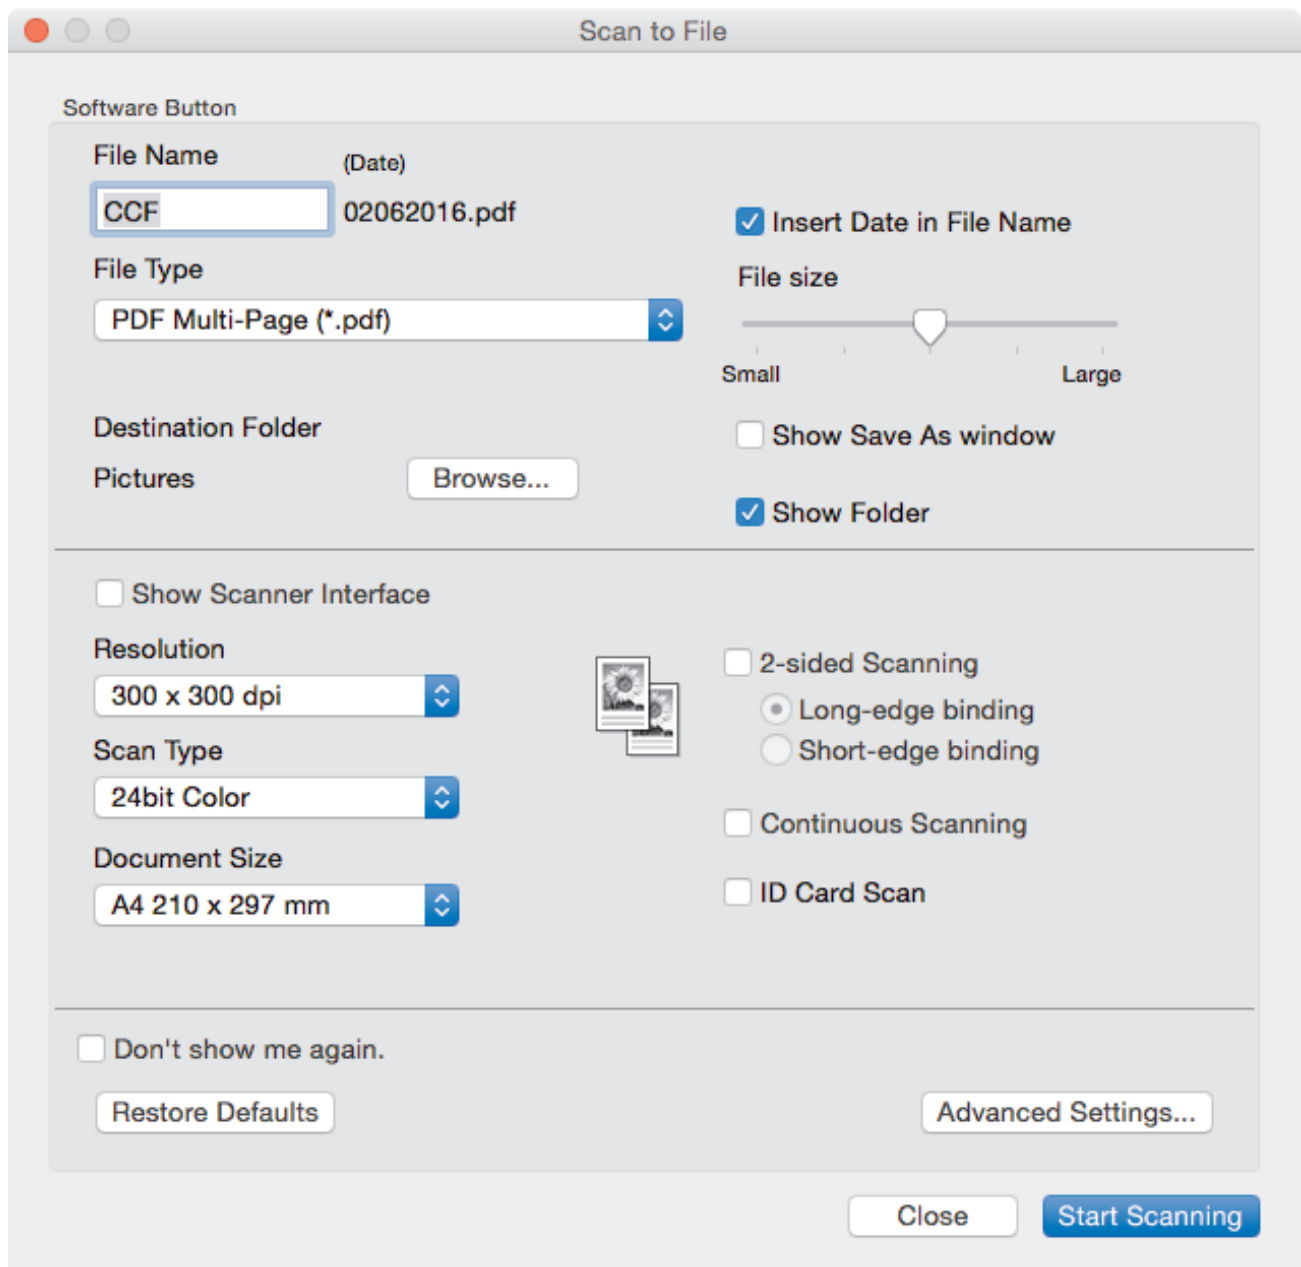 Scan to File
Software Button
File Name (Date)
CCF 02062016.pdf
Insert Date in File Name
File Type
File size
PDF Multi-Page (*.pdf)
Small Large
Destination Folder
Show Save As window
Pictures Browse...
Show Folder
Show Scanner Interface
Resolution
2-sided Scanning
300 x 300 dpi
Long-edge binding
Scan Type
Short-edge binding
24bit Color
Continuous Scanning
Document Size
ID Card Scan
A4 210 x 297 mm
Don't show me again.
Restore Defaults Advanced Settings...
Close Start Scanning